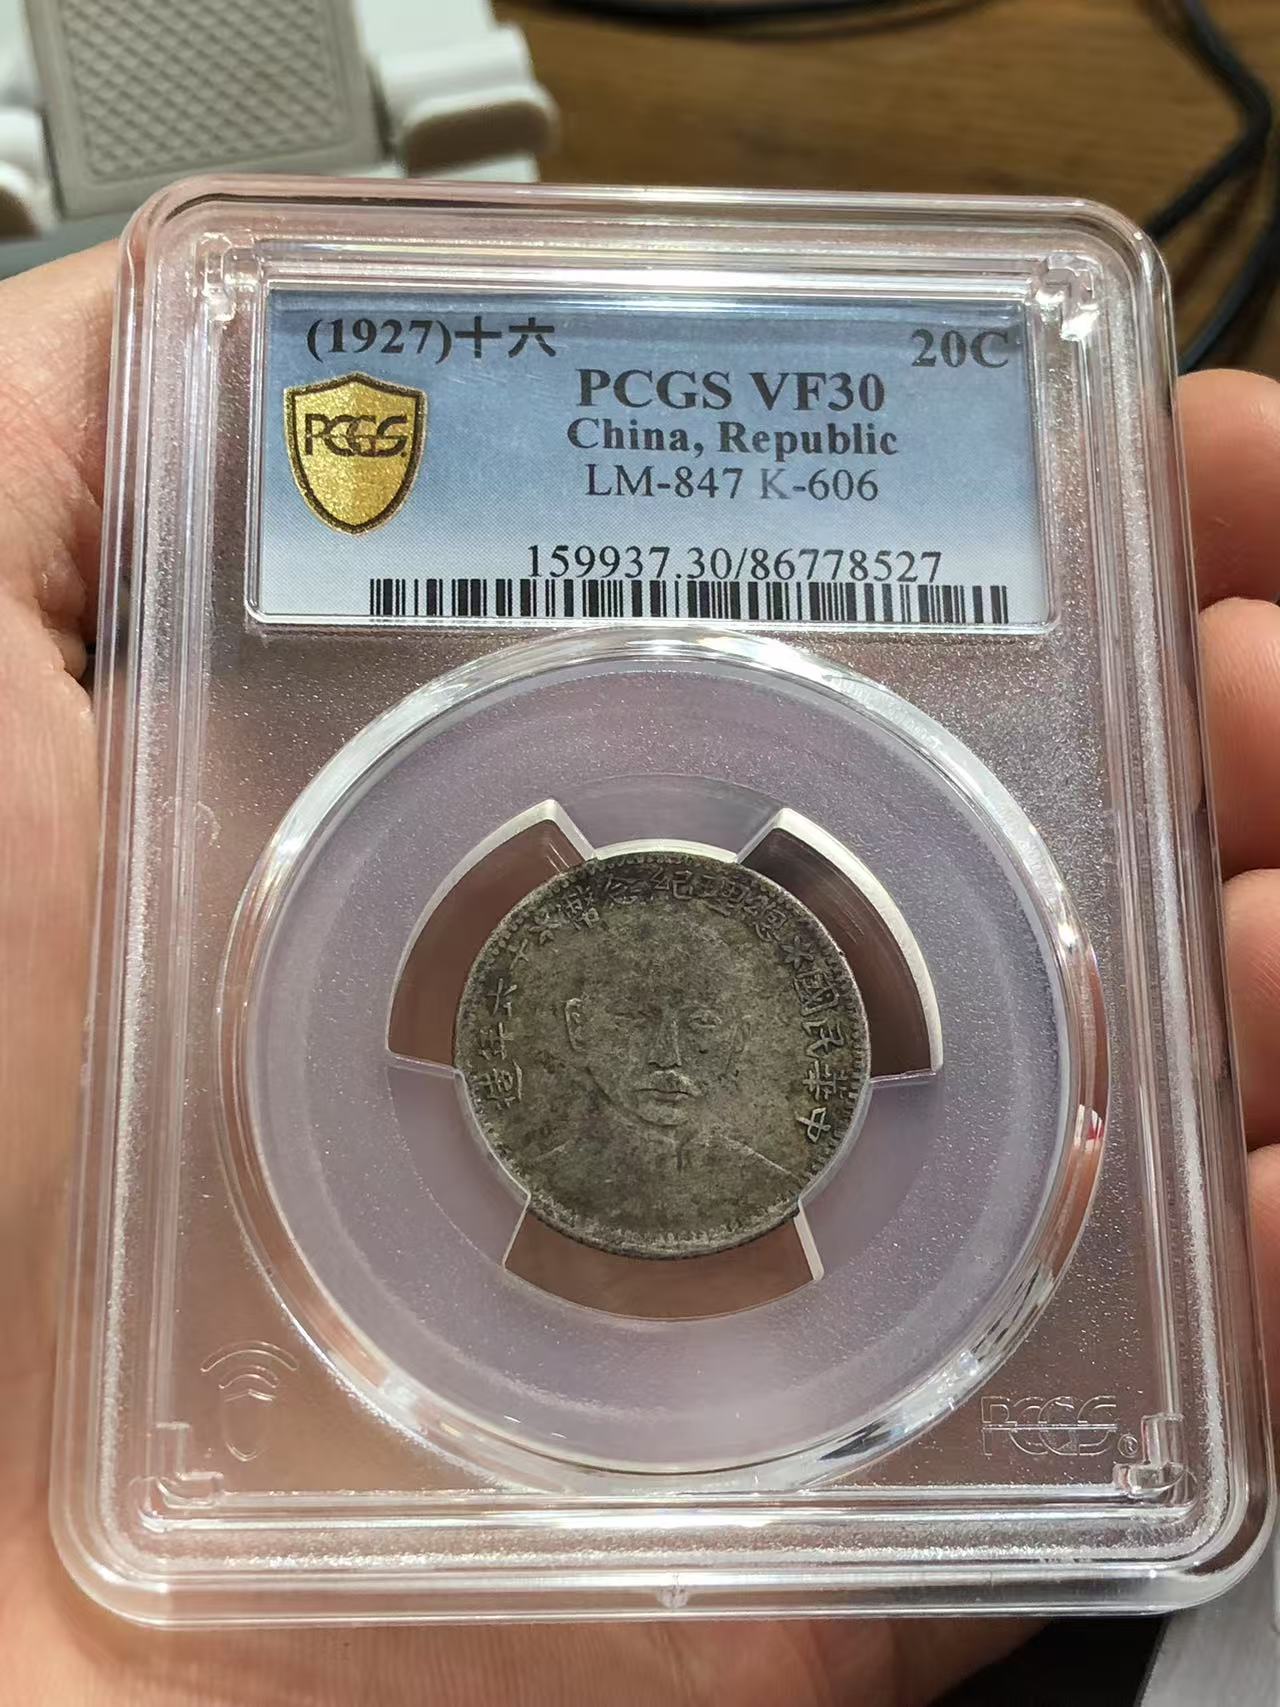 (1927)十六 20C
PCGS VF30
China, Republic
LM-847 K-606
PCGS
159937.30/86778527
總理紀念幣
中華民國
十六年造
PCGS®